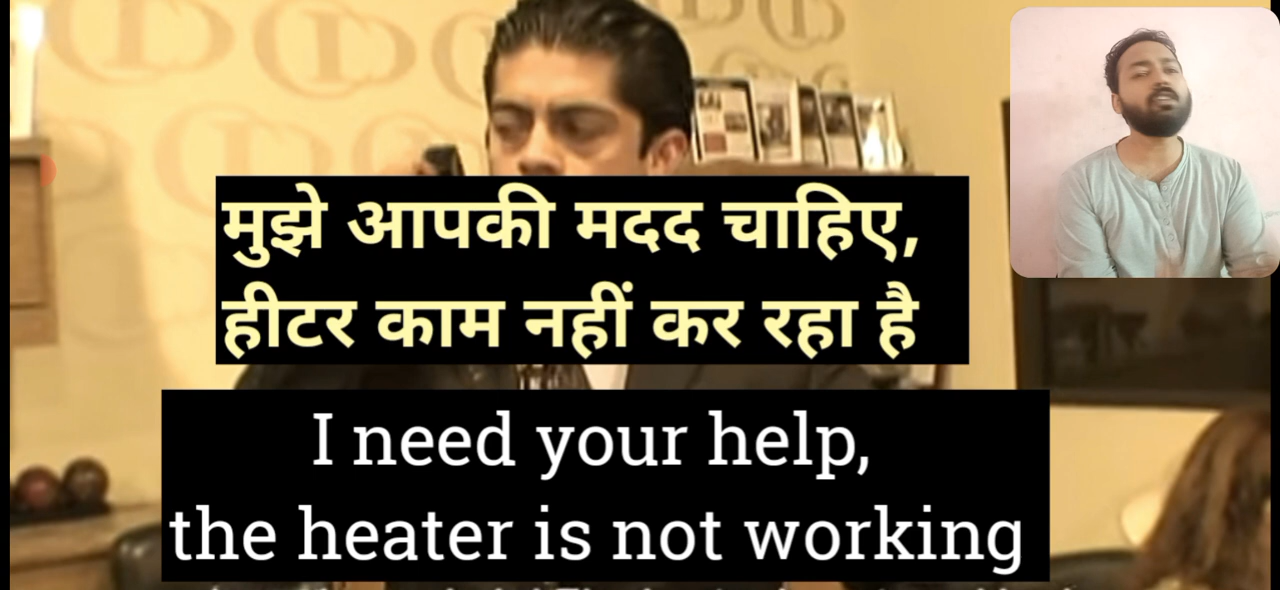 मुझे आपकी मदद चाहिए,
हीटर काम नहीं कर रहा है
I need your help,
the heater is not working